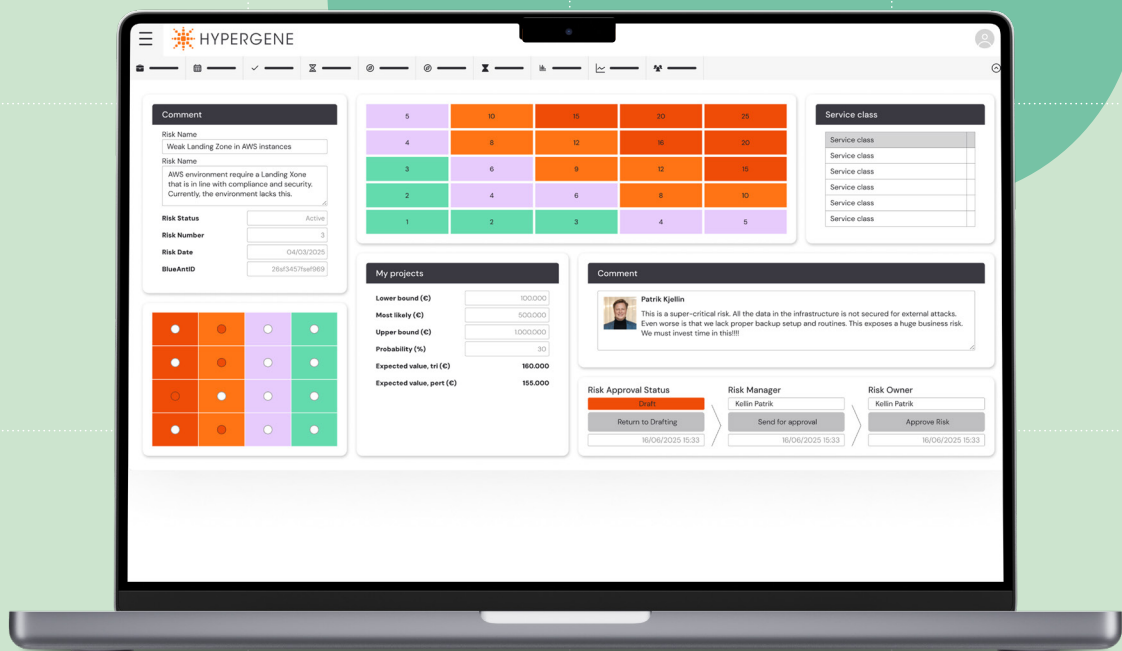 HYPERGENE
Comment
Risk Name
Weak Landing Zone in AWS instances
Risk Name
AWS environment require a Landing Xone
that is in line with compliance and security.
Currently, the environment lacks this.
Risk Status
Active
Risk Number
3
Risk Date
04/03/2025
BlueAntID
26sf3457fsef969
5 10 15 20 25
4 8 12 16 20
3 6 9 12 15
2 4 6 8 10
1 2 3 4 5
Service class
Service class
Service class
Service class
Service class
Service class
Service class
My projects
Lower bound (€)
100.000
Most likely (€)
500.000
Upper bound (€)
1.000.000
Probability (%)
30
Expected value, tri (€)
160.000
Expected value, pert (€)
155.000
Comment
Patrik Kjellin
This is a super-critical risk. All the data in the infrastructure is not secured for external attacks.
Even worse is that we lack proper backup setup and routines. This exposes a huge business risk.
We must invest time in this!!!!
Risk Approval Status
Draft
Return to Drafting
16/06/2025 15:33
Risk Manager
Kellin Patrik
Send for approval
16/06/2025 15:33
Risk Owner
Kellin Patrik
Approve Risk
16/06/2025 15:33